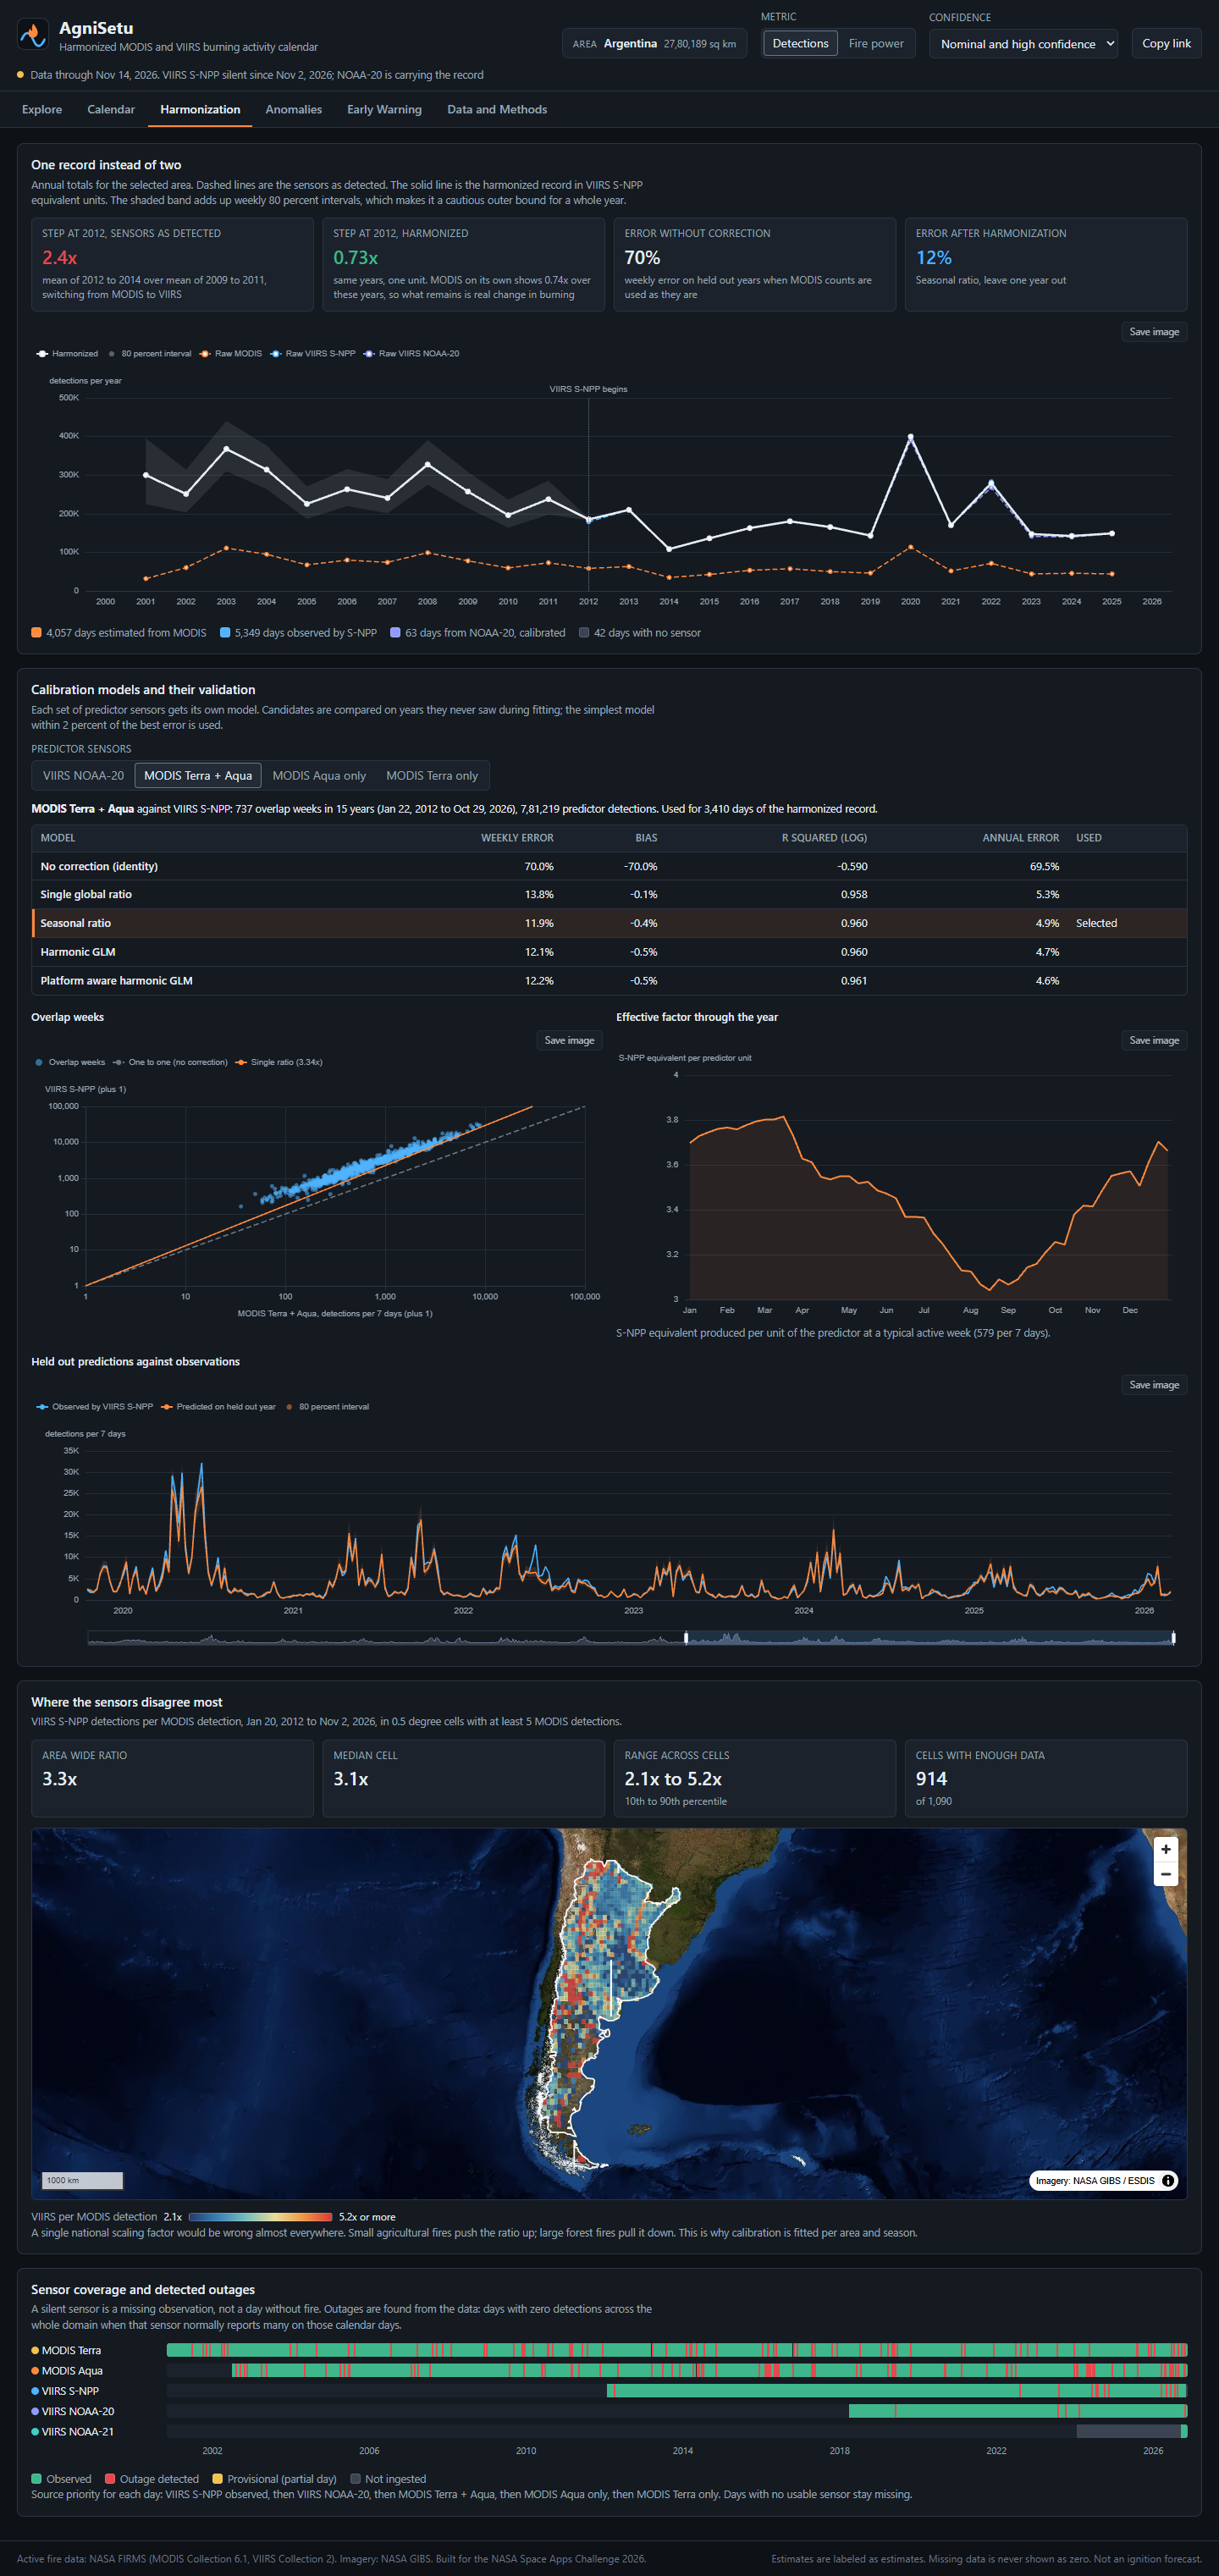 AgniSetu
Harmonized MODIS and VIIRS burning activity calendar
AREA Argentina 27,80,189 sq km
METRIC
Detections Fire power
CONFIDENCE
Nominal and high confidence
Copy link
Data through Nov 14, 2026. VIIRS S-NPP silent since Nov 2, 2026; NOAA-20 is carrying the record
Explore Calendar Harmonization Anomalies Early Warning Data and Methods
One record instead of two
Annual totals for the selected area. Dashed lines are the sensors as detected. The solid line is the harmonized record in VIIRS S-NPP
equivalent units. The shaded band adds up weekly 80 percent intervals, which makes it a cautious outer bound for a whole year.
STEP AT 2012, SENSORS AS DETECTED
2.4x
mean of 2012 to 2014 over mean of 2009 to 2011,
switching from MODIS to VIIRS
STEP AT 2012, HARMONIZED
0.73x
same years, one unit. MODIS on its own shows 0.74x over
these years, so what remains is real change in burning
ERROR WITHOUT CORRECTION
70%
weekly error on held out years when MODIS counts are
used as they are
ERROR AFTER HARMONIZATION
12%
Seasonal ratio, leave one year out
Save image
Harmonized 80 percent interval Raw MODIS Raw VIIRS S-NPP Raw VIIRS NOAA-20
detections per year
VIIRS S-NPP begins
500K
400K
300K
200K
100K
0
2000 2001 2002 2003 2004 2005 2006 2007 2008 2009 2010 2011 2012 2013 2014 2015 2016 2017 2018 2019 2020 2021 2022 2023 2024 2025 2026
4,057 days estimated from MODIS 5,349 days observed by S-NPP 63 days from NOAA-20, calibrated 42 days with no sensor
Calibration models and their validation
Each set of predictor sensors gets its own model. Candidates are compared on years they never saw during fitting; the simplest model
within 2 percent of the best error is used.
PREDICTOR SENSORS
VIIRS NOAA-20 MODIS Terra + Aqua MODIS Aqua only MODIS Terra only
MODIS Terra + Aqua against VIIRS S-NPP: 737 overlap weeks in 15 years (Jan 22, 2012 to Oct 29, 2026), 7,81,219 predictor detections. Used for 3,410 days of the harmonized record.
MODEL WEEKLY ERROR BIAS R SQUARED (LOG) ANNUAL ERROR USED
No correction (identity) 70.0% -70.0% -0.590 69.5%
Single global ratio 13.8% -0.1% 0.958 5.3%
Seasonal ratio 11.9% -0.4% 0.960 4.9% Selected
Harmonic GLM 12.1% -0.5% 0.960 4.7%
Platform aware harmonic GLM 12.2% -0.5% 0.961 4.6%
Overlap weeks
Save image
Overlap weeks One to one (no correction) Single ratio (3.34x)
VIIRS S-NPP (plus 1)
100,000
10,000
1,000
100
10
1
1 10 100 1,000 10,000 100,000
MODIS Terra + Aqua, detections per 7 days (plus 1)
Effective factor through the year
Save image
S-NPP equivalent per predictor unit
4
3.8
3.6
3.4
3.2
3
Jan Feb Mar Apr May Jun Jul Aug Sep Oct Nov Dec
S-NPP equivalent produced per unit of the predictor at a typical active week (579 per 7 days).
Held out predictions against observations
Save image
Observed by VIIRS S-NPP Predicted on held out year 80 percent interval
detections per 7 days
35K
30K
25K
20K
15K
10K
5K
0
2020 2021 2022 2023 2024 2025 2026
Where the sensors disagree most
VIIRS S-NPP detections per MODIS detection, Jan 20, 2012 to Nov 2, 2026, in 0.5 degree cells with at least 5 MODIS detections.
AREA WIDE RATIO
3.3x
MEDIAN CELL
3.1x
RANGE ACROSS CELLS
2.1x to 5.2x
10th to 90th percentile
CELLS WITH ENOUGH DATA
914
of 1,090
+
−
1000 km
Imagery: NASA GIBS / ESDIS
VIIRS per MODIS detection 2.1x 5.2x or more
A single national scaling factor would be wrong almost everywhere. Small agricultural fires push the ratio up; large forest fires pull it down. This is why calibration is fitted per area and season.
Sensor coverage and detected outages
A silent sensor is a missing observation, not a day without fire. Outages are found from the data: days with zero detections across the
whole domain when that sensor normally reports many on those calendar days.
MODIS Terra
MODIS Aqua
VIIRS S-NPP
VIIRS NOAA-20
VIIRS NOAA-21
2002 2006 2010 2014 2018 2022 2026
Observed Outage detected Provisional (partial day) Not ingested
Source priority for each day: VIIRS S-NPP observed, then VIIRS NOAA-20, then MODIS Terra + Aqua, then MODIS Aqua only, then MODIS Terra only. Days with no usable sensor stay missing.
Active fire data: NASA FIRMS (MODIS Collection 6.1, VIIRS Collection 2). Imagery: NASA GIBS. Built for the NASA Space Apps Challenge 2026.
Estimates are labeled as estimates. Missing data is never shown as zero. Not an ignition forecast.